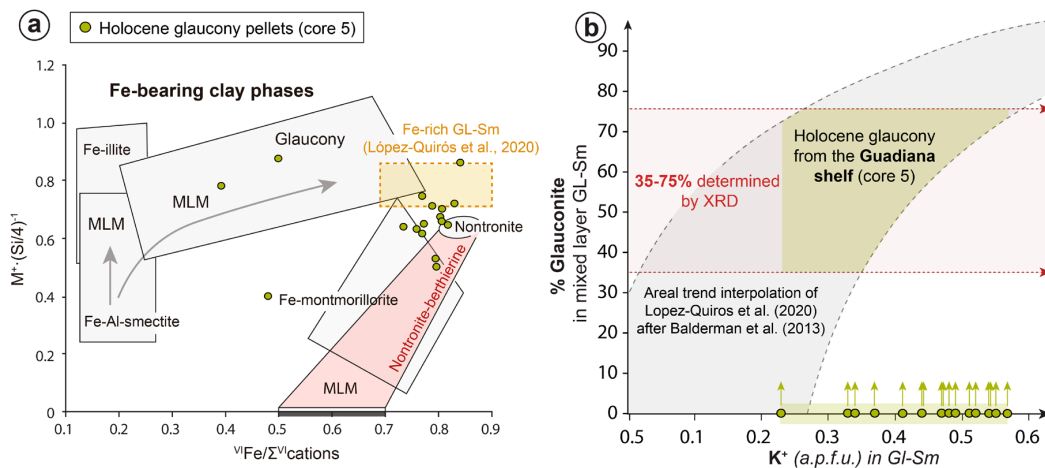 a
Holocene glaucony pellets (core 5)
Fe-bearing clay phases
1.2
1.0
0.8
0.6
0.4
0.2
0
M⁺·(Si/4)⁻¹
Fe-illite
MLM
Fe-Al-smectite
Glaucony
MLM
Fe-rich GL-Sm
(López-Quirós et al., 2020)
Nontronite
Fe-montmorillorite
Nontronite-berthierine
MLM
0.1
0.2
0.3
0.4
0.5
0.6
0.7
0.8
0.9
ⱽᴵFe/Σⱽᴵcations
b
% Glauconite
in mixed layer GL-Sm
90
80
70
60
50
40
30
20
10
0
35-75% determined
by XRD
Holocene glaucony
from the Guadiana
shelf (core 5)
Areal trend interpolation of
Lopez-Quiros et al. (2020)
after Balderman et al. (2013)
0.5
0.2
0.3
0.4
0.5
0.6
K⁺ (a.p.f.u.) in Gl-Sm